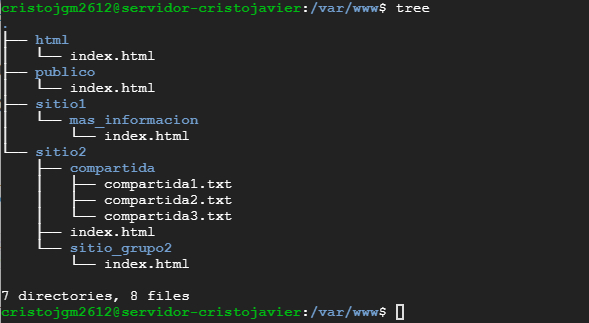 cristojgm2612@servidor-cristojavier:/var/www$ tree
.
├── html
│   └── index.html
├── publico
│   └── index.html
├── sitio1
│   └── mas_informacion
│       └── index.html
└── sitio2
    ├── compartida
    │   ├── compartida1.txt
    │   ├── compartida2.txt
    │   └── compartida3.txt
    ├── index.html
    └── sitio_grupo2
        └── index.html

7 directories, 8 files
cristojgm2612@servidor-cristojavier:/var/www$